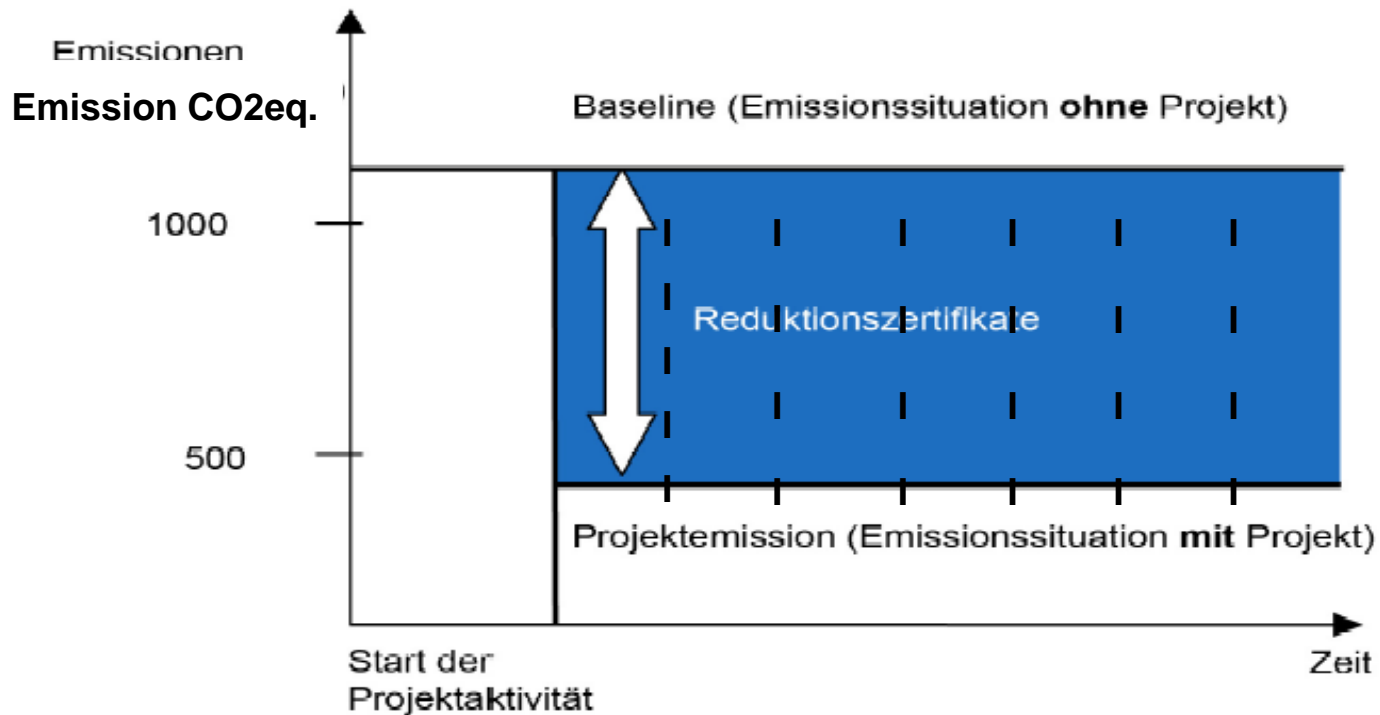 Emissionen
Emission CO2eq.
Baseline (Emissionssituation ohne Projekt)
1000
Reduktionszertifikate
500
Projektemission (Emissionssituation mit Projekt)
Start der
Projektaktivität
Zeit